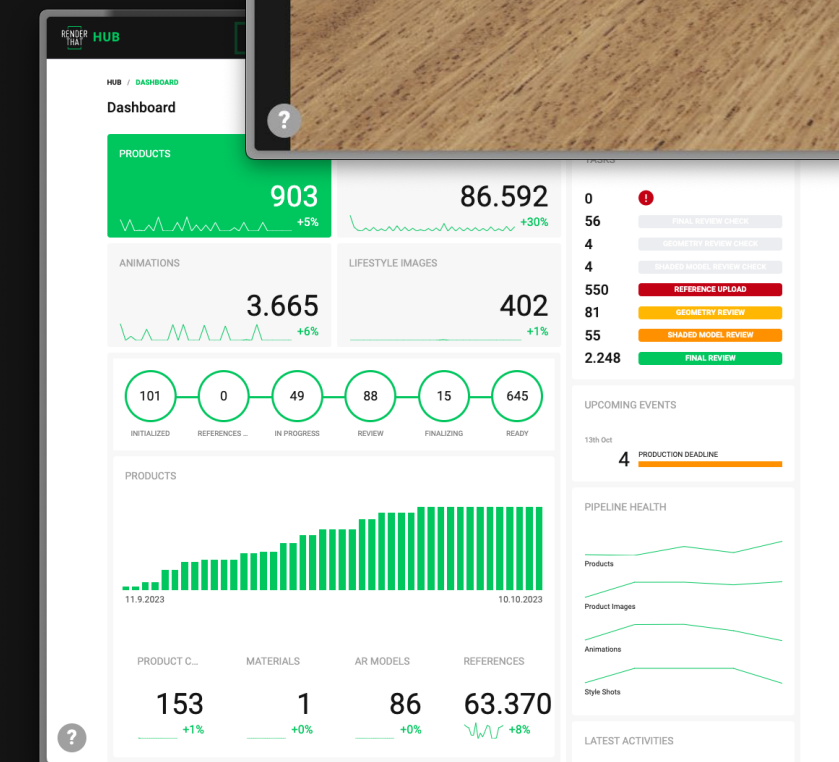 RENDER
THAT HUB
HUB / DASHBOARD
Dashboard
PRODUCTS
903
+5%
86.592
+30%
ANIMATIONS
3.665
+6%
LIFESTYLE IMAGES
402
+1%
101
0
49
88
15
645
INITIALIZED
REFERENCES ...
IN PROGRESS
REVIEW
FINALIZING
READY
PRODUCTS
11.9.2023
10.10.2023
PRODUCT C...
153
+1%
MATERIALS
1
+0%
AR MODELS
86
+0%
REFERENCES
63.370
+8%
?
?
TASKS
0 !
56 FINAL REVIEW CHECK
4 GEOMETRY REVIEW CHECK
4 SHADED MODEL REVIEW CHECK
550 REFERENCE UPLOAD
81 GEOMETRY REVIEW
55 SHADED MODEL REVIEW
2.248 FINAL REVIEW
UPCOMING EVENTS
13th Oct
4 PRODUCTION DEADLINE
PIPELINE HEALTH
Products
Product Images
Animations
Style Shots
LATEST ACTIVITIES